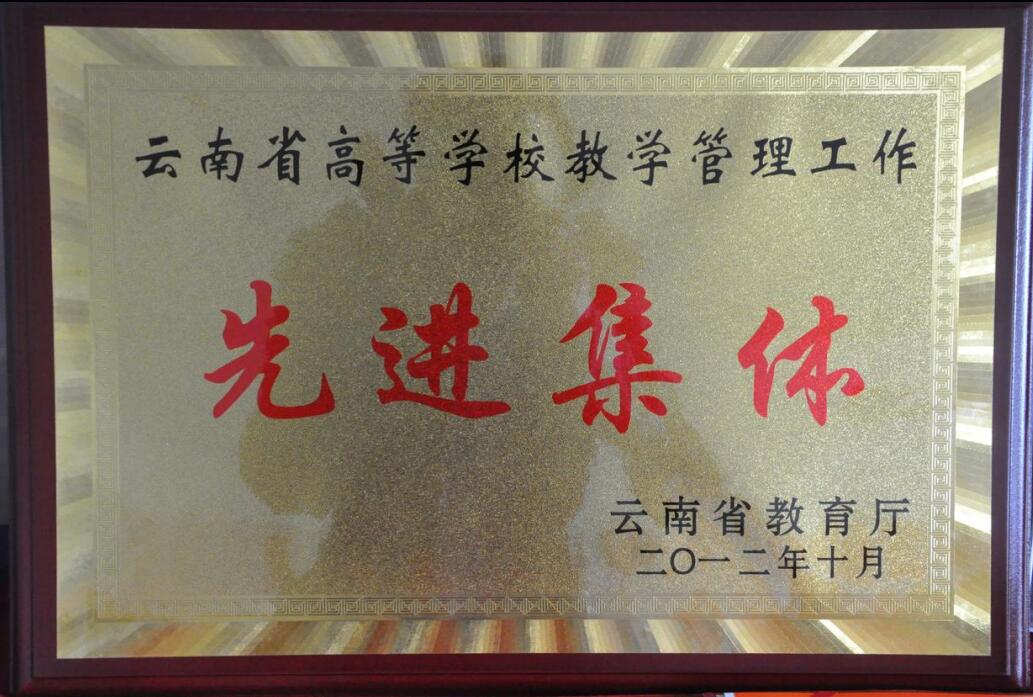 云南省高等学校教学管理工作
先进集体
云南省教育厅
二〇一二年十月